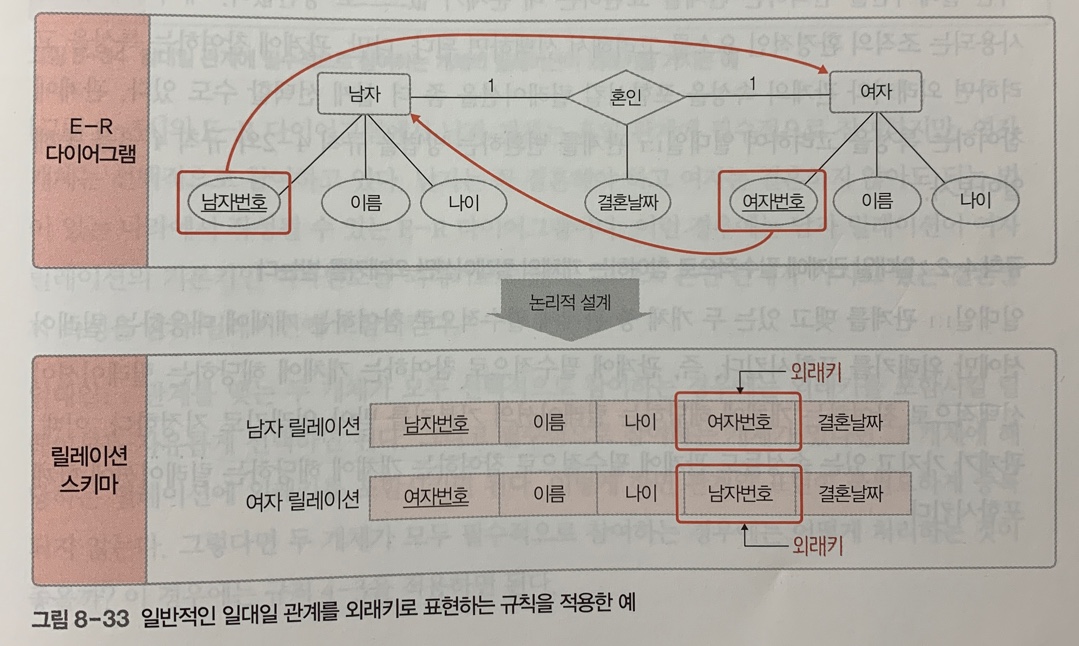 E-R
다이어그램
남자
1
혼인
1
여자
남자번호
이름
나이
결혼날짜
여자번호
이름
나이
논리적 설계
릴레이션
스키마
외래키
남자 릴레이션
남자번호
이름
나이
여자번호
결혼날짜
여자 릴레이션
여자번호
이름
나이
남자번호
결혼날짜
외래키
그림 8-33 일반적인 일대일 관계를 외래키로 표현하는 규칙을 적용한 예